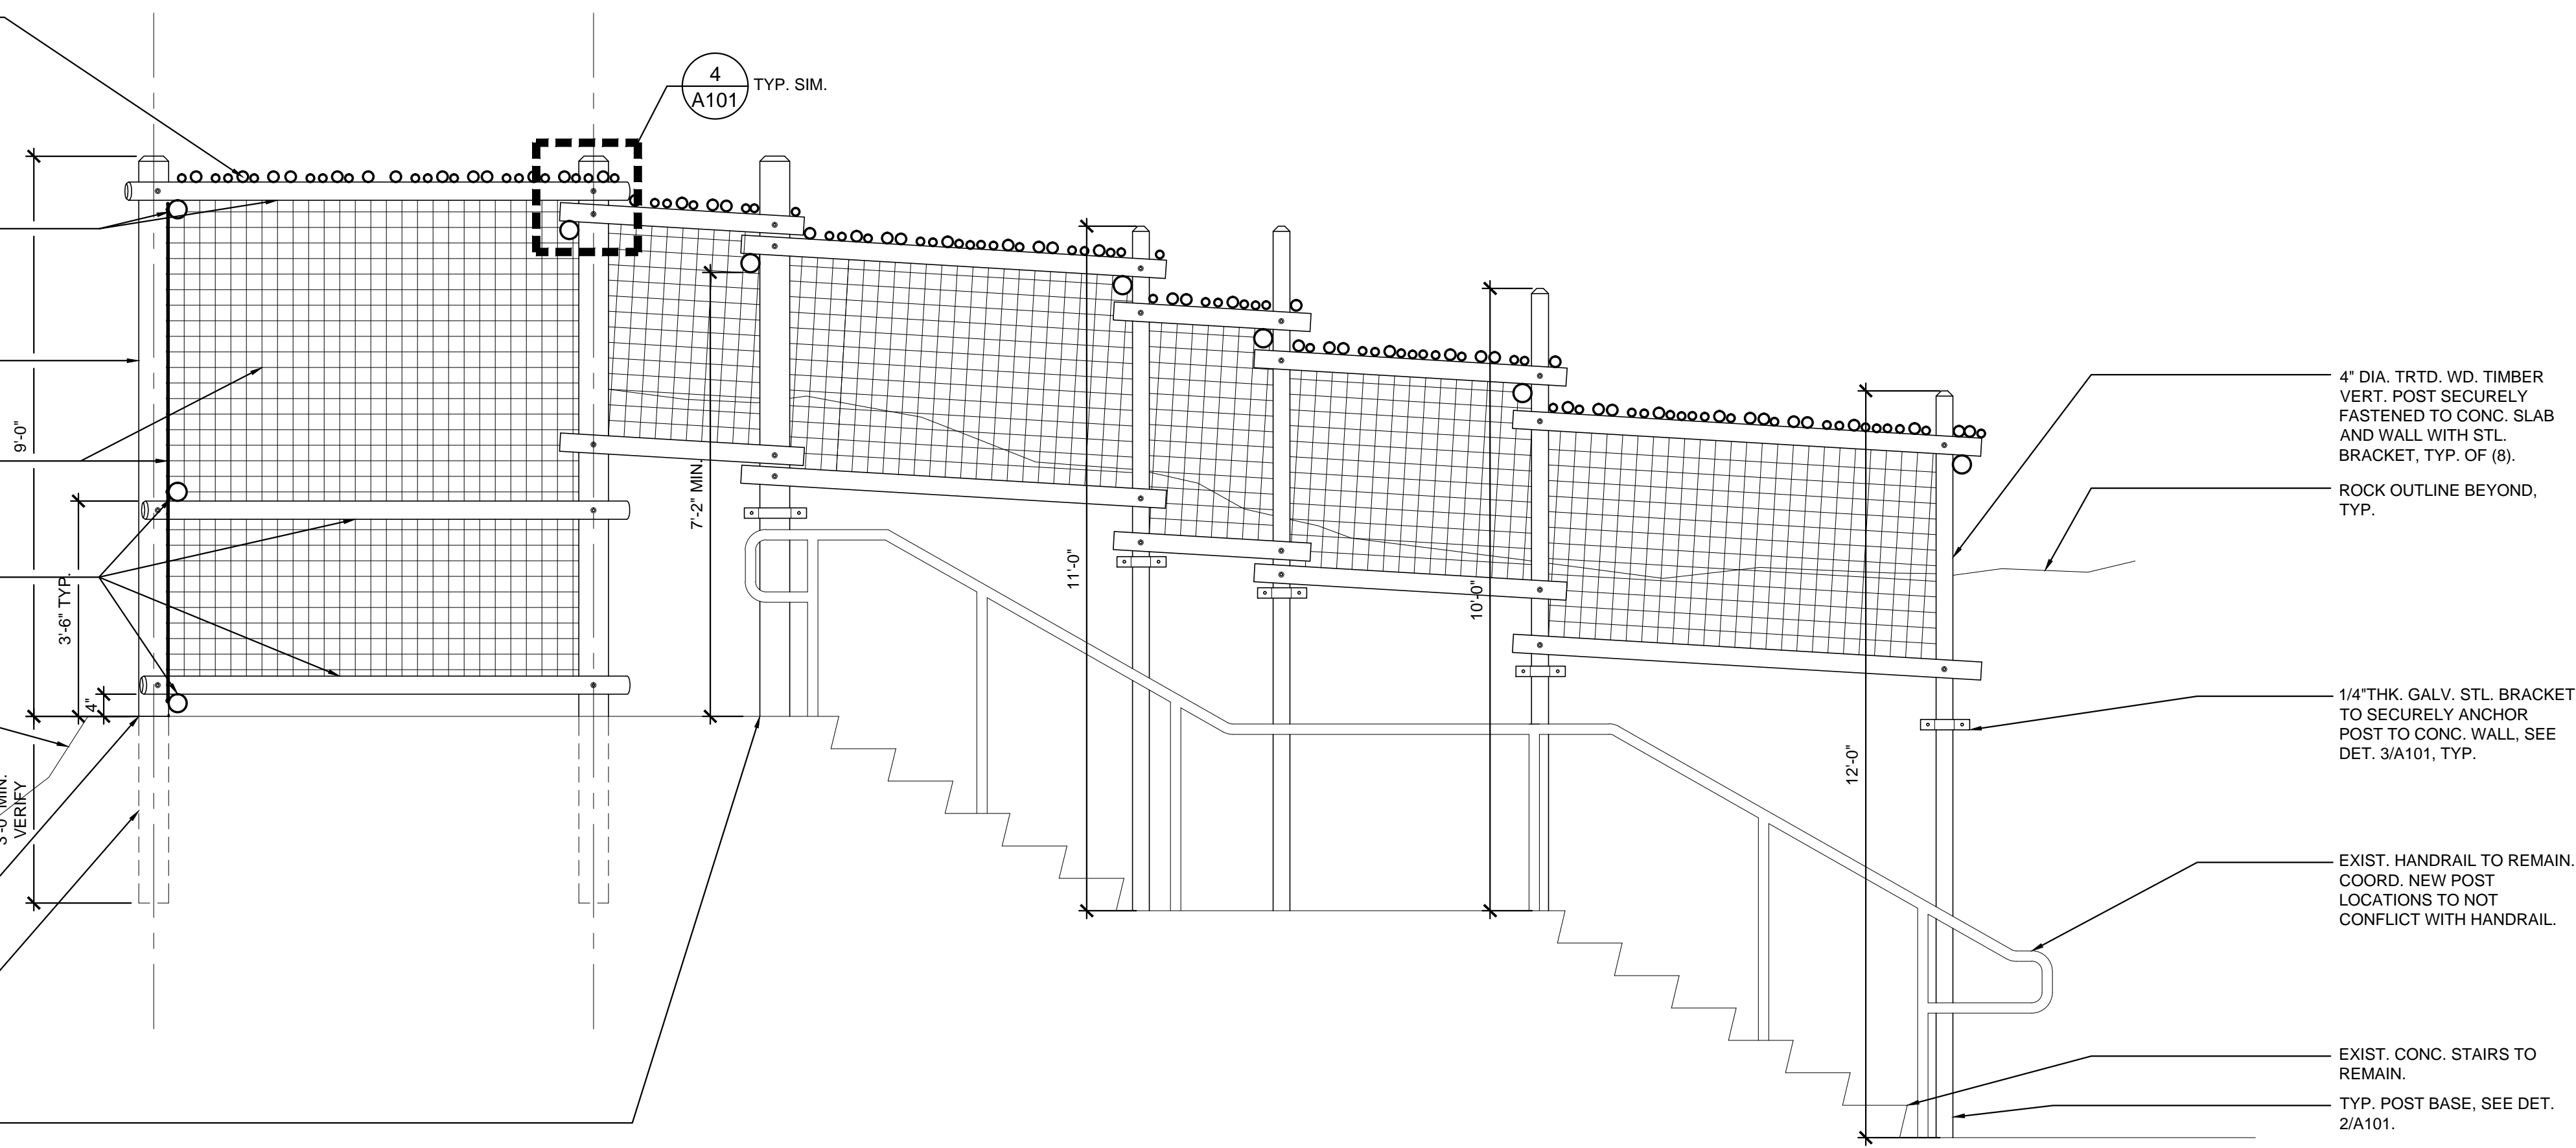 4
A101
TYP. SIM.
9'-0"
3'-6" TYP.
4"
VERIFY
7'-2" MIN.
11'-0"
10'-0"
12'-0"
4" DIA. TRTD. WD. TIMBER
VERT. POST SECURELY
FASTENED TO CONC. SLAB
AND WALL WITH STL.
BRACKET, TYP. OF (8).
ROCK OUTLINE BEYOND,
TYP.
1/4"THK. GALV. STL. BRACKET
TO SECURELY ANCHOR
POST TO CONC. WALL, SEE
DET. 3/A101, TYP.
EXIST. HANDRAIL TO REMAIN.
COORD. NEW POST
LOCATIONS TO NOT
CONFLICT WITH HANDRAIL.
EXIST. CONC. STAIRS TO
REMAIN.
TYP. POST BASE, SEE DET.
2/A101.